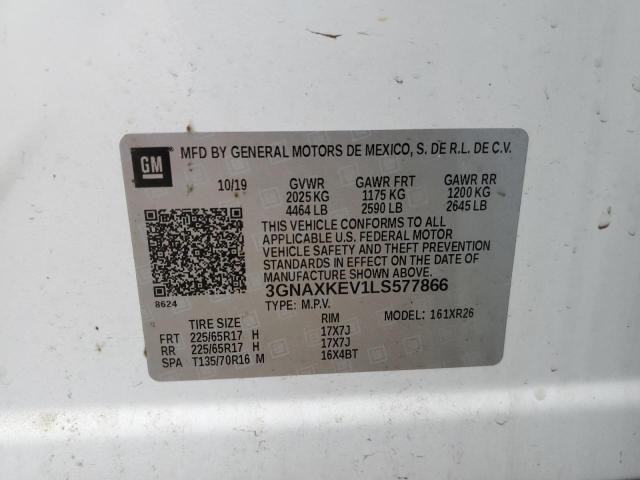 GM MFD BY GENERAL MOTORS DE MEXICO, S. DE R.L. DE C.V.
10/19 GVWR GAWR FRT GAWR RR
2025 KG 1175 KG 1200 KG
4464 LB 2590 LB 2645 LB
THIS VEHICLE CONFORMS TO ALL
APPLICABLE U.S. FEDERAL MOTOR
VEHICLE SAFETY AND THEFT PREVENTION
STANDARDS IN EFFECT ON THE DATE OF
MANUFACTURE SHOWN ABOVE.
8624 3GNAXKEV1LS577866
TYPE: M.P.V.
TIRE SIZE RIM MODEL: 161XR26
FRT 225/65R17 H 17X7J
RR 225/65R17 H 17X7J
SPA T135/70R16 M 16X4BT